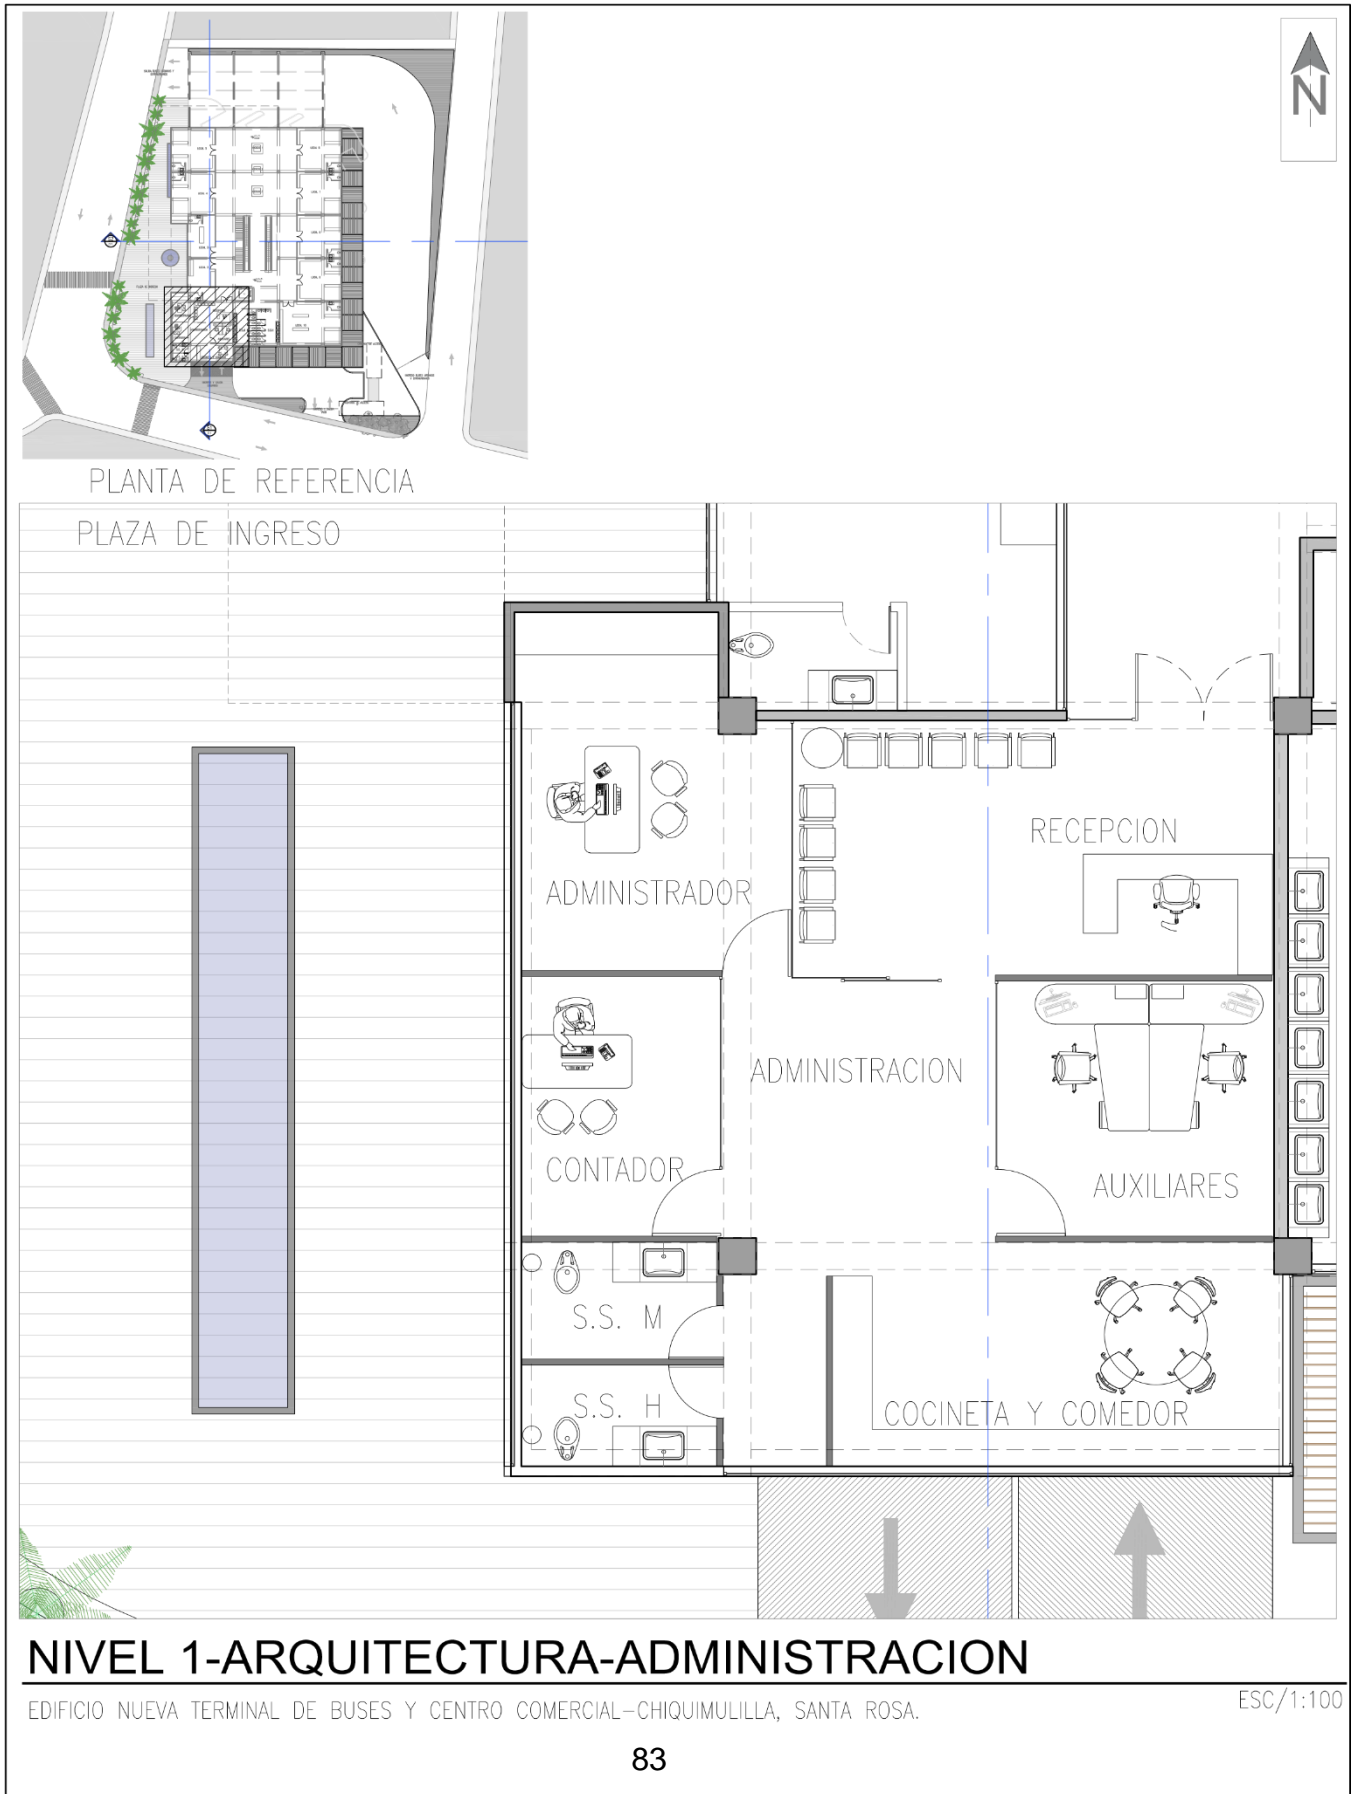 N
PLANTA DE REFERENCIA
PLAZA DE INGRESO
RECEPCION
ADMINISTRADOR
ADMINISTRACION
CONTADOR
AUXILIARES
S.S. M
S.S. H
COCINETA Y COMEDOR
NIVEL 1-ARQUITECTURA-ADMINISTRACION
EDIFICIO NUEVA TERMINAL DE BUSES Y CENTRO COMERCIAL-CHIQUIMULILLA, SANTA ROSA.
ESC/1:100
83